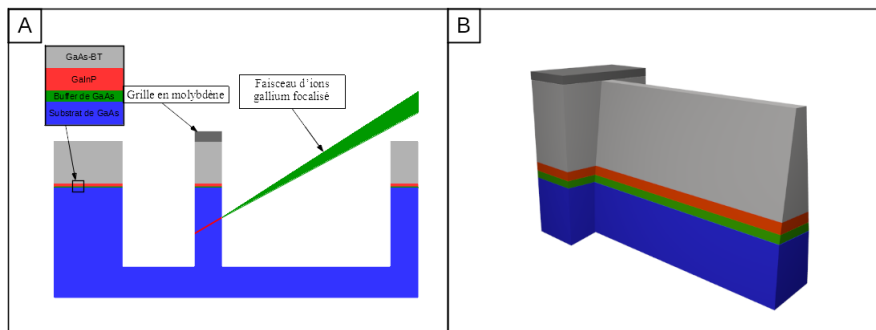 A
GaAs-BT
GaInP
Buffer de GaAs
Substrat de GaAs
Grille en molybdène
Faisceau d'ions
gallium focalisé
B